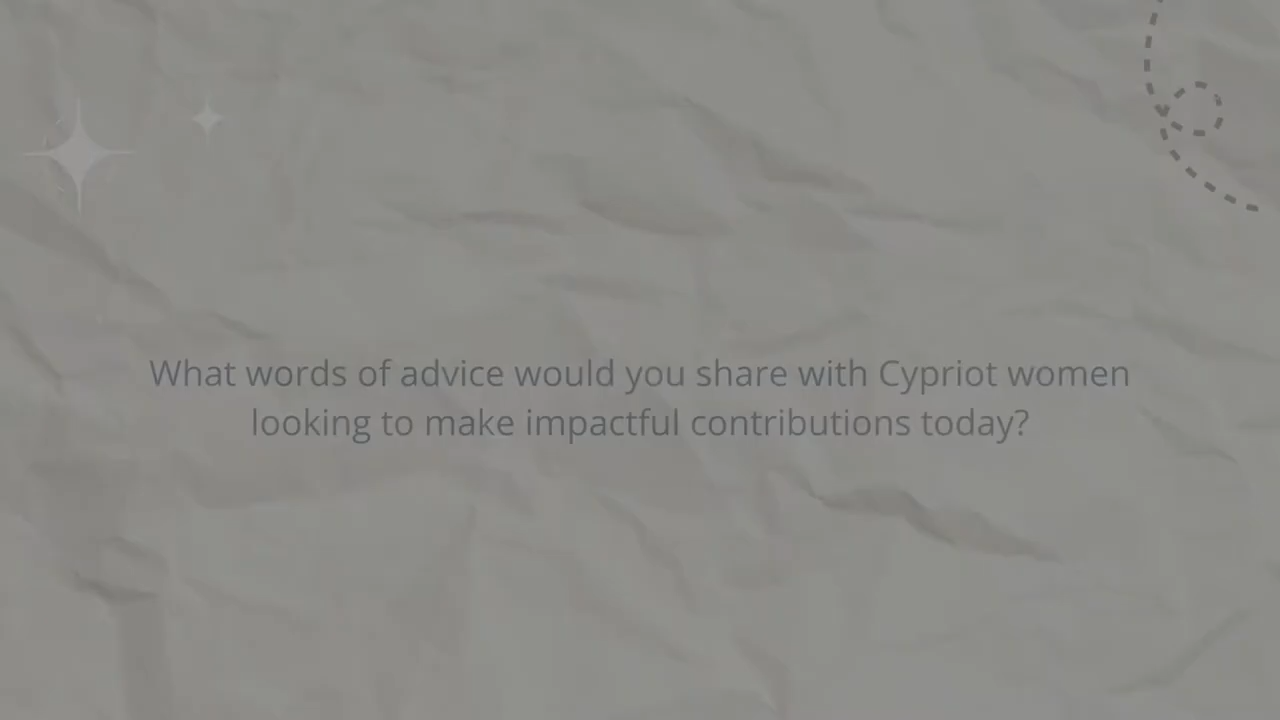 What words of advice would you share with Cypriot women
looking to make impactful contributions today?